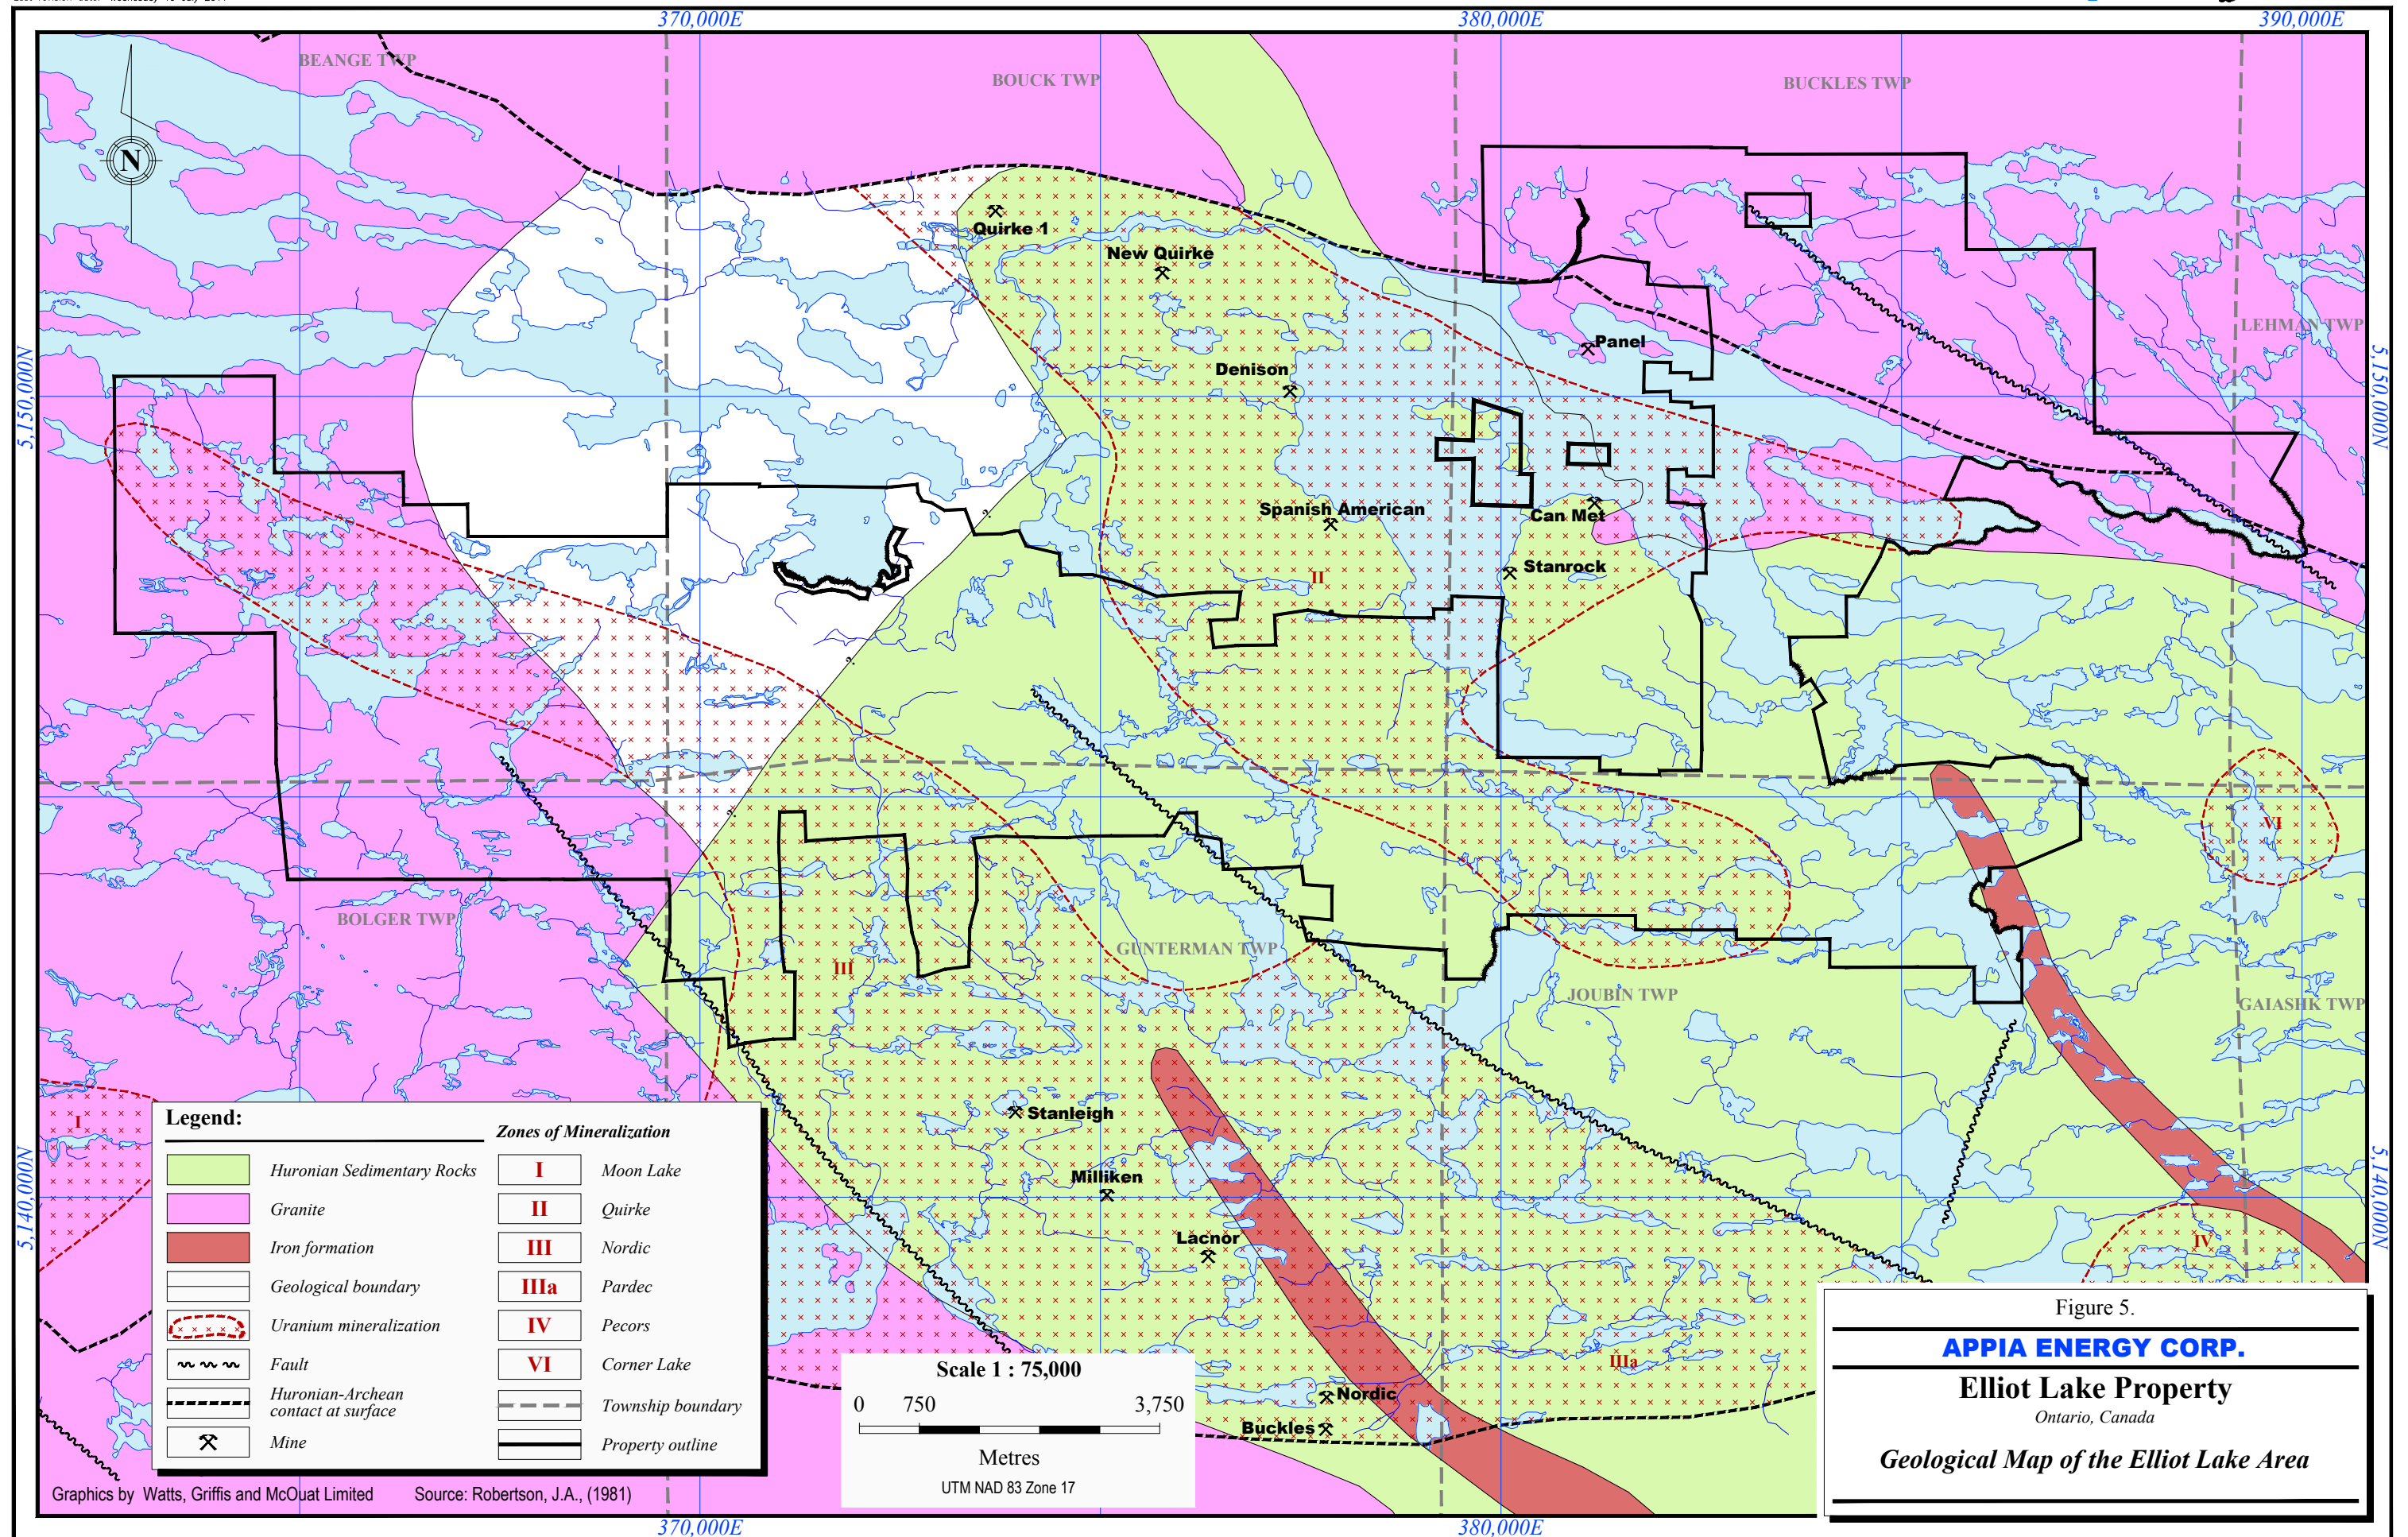 370,000E
380,000E
390,000E
BEANGE TWP
BOUCK TWP
BUCKLES TWP
N
Quirke 1
New Quirke
LEHMAN TWP
Panel
5,150,000N
5,150,000N
Denison
?
Spanish American
Can Met
II
Stanrock
?
?
VI
BOLGER TWP
GUNTERMAN TWP
III
JOUBIN TWP
GAIASHK TWP
I
Stanleigh
Milliken
5,140,000N
5,140,000N
Lacnor
IV
IIIa
Nordic
Buckles
Legend:
Huronian Sedimentary Rocks
Granite
Iron formation
Geological boundary
Uranium mineralization
Fault
Huronian-Archean
contact at surface
Mine
Zones of Mineralization
I Moon Lake
II Quirke
III Nordic
IIIa Pardec
IV Pecors
VI Corner Lake
Township boundary
Property outline
Scale 1 : 75,000
0 750 3,750
Metres
UTM NAD 83 Zone 17
Figure 5.
APPIA ENERGY CORP.
Elliot Lake Property
Ontario, Canada
Geological Map of the Elliot Lake Area
Graphics by Watts, Griffis and McOuat Limited
Source: Robertson, J.A., (1981)
370,000E
380,000E